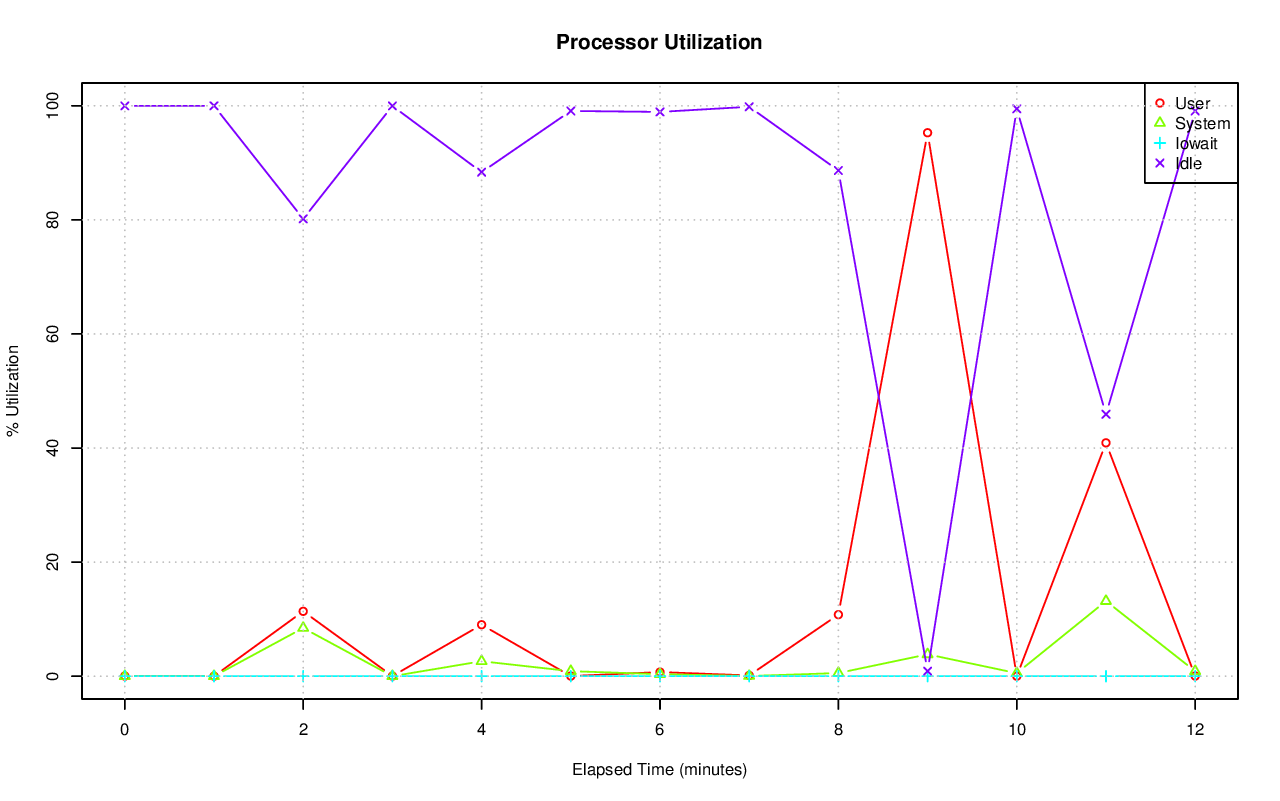 Processor Utilization
% Utilization
100
80
60
40
20
0
User
System
Iowait
Idle
0 2 4 6 8 10 12
Elapsed Time (minutes)